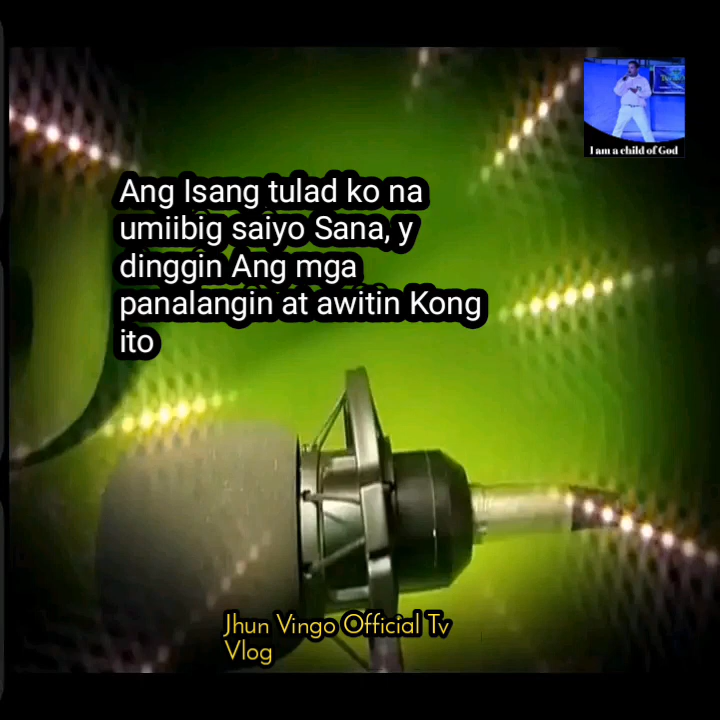 I am a child of God
Ang Isang tulad ko na
umiibig saiyo Sana, y
dinggin Ang mga
panalangin at awitin Kong
ito
Jhun Vingo Official Tv
Vlog